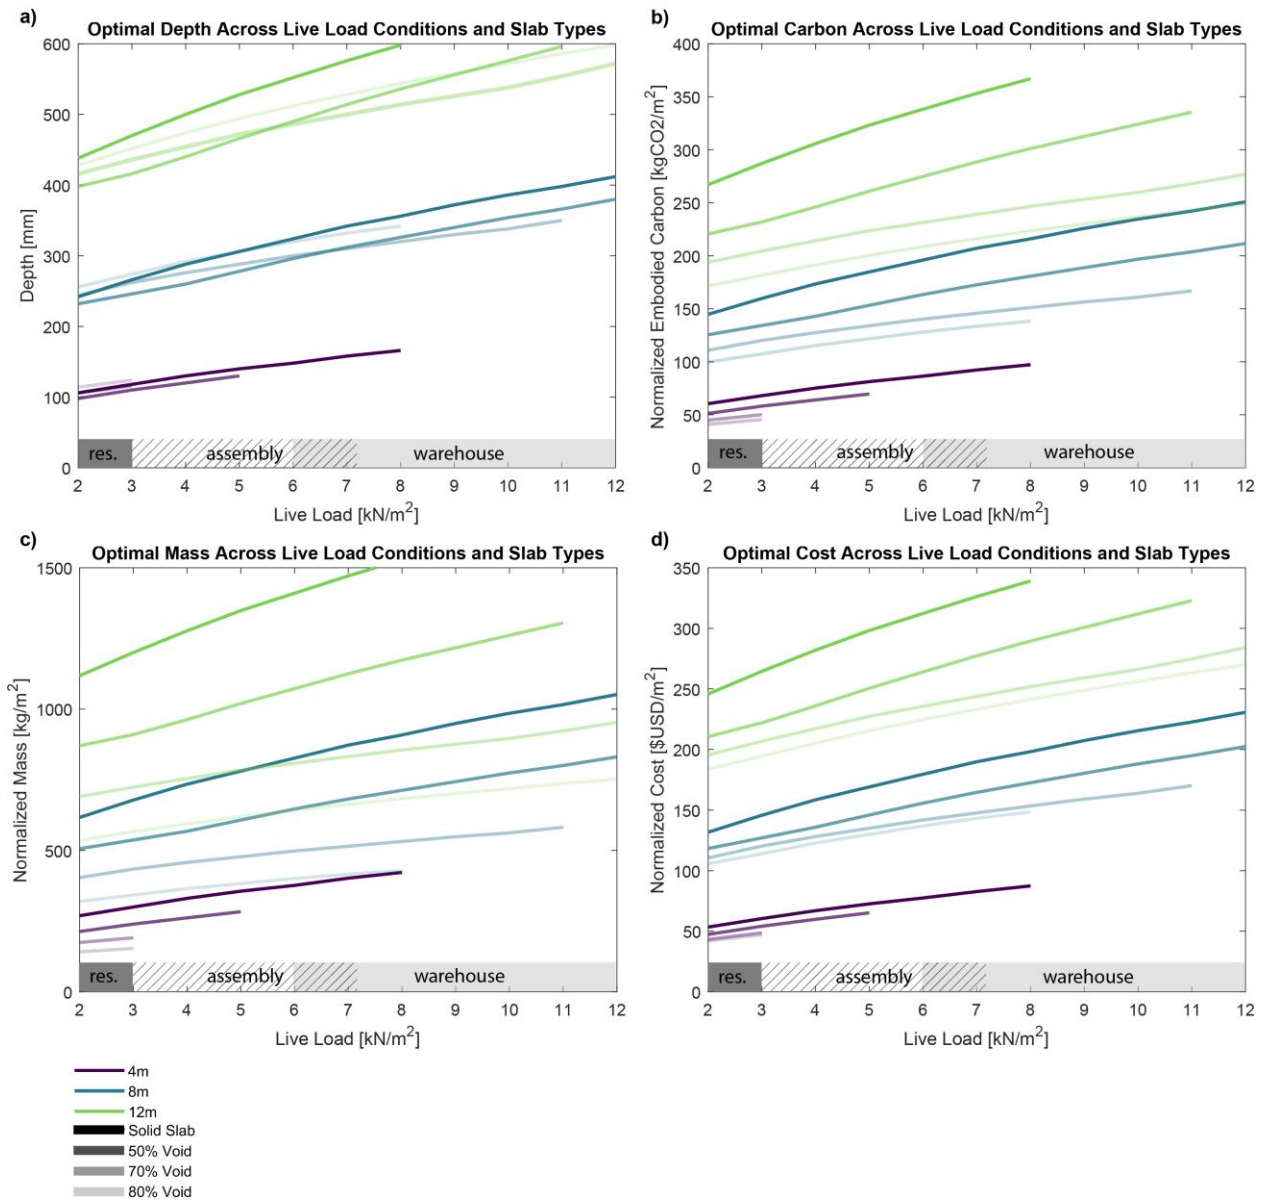 a)
Optimal Depth Across Live Load Conditions and Slab Types
600
500
400
300
200
100
0
Depth [mm]
res.
assembly
warehouse
2 3 4 5 6 7 8 9 10 11 12
Live Load [kN/m²]
b)
Optimal Carbon Across Live Load Conditions and Slab Types
400
350
300
250
200
150
100
50
0
Normalized Embodied Carbon [kgCO2/m²]
res.
assembly
warehouse
2 3 4 5 6 7 8 9 10 11 12
Live Load [kN/m²]
c)
Optimal Mass Across Live Load Conditions and Slab Types
1500
1000
500
0
Normalized Mass [kg/m²]
res.
assembly
warehouse
2 3 4 5 6 7 8 9 10 11 12
Live Load [kN/m²]
d)
Optimal Cost Across Live Load Conditions and Slab Types
350
300
250
200
150
100
50
0
Normalized Cost [$USD/m²]
res.
assembly
warehouse
2 3 4 5 6 7 8 9 10 11 12
Live Load [kN/m²]
4m
8m
12m
Solid Slab
50% Void
70% Void
80% Void